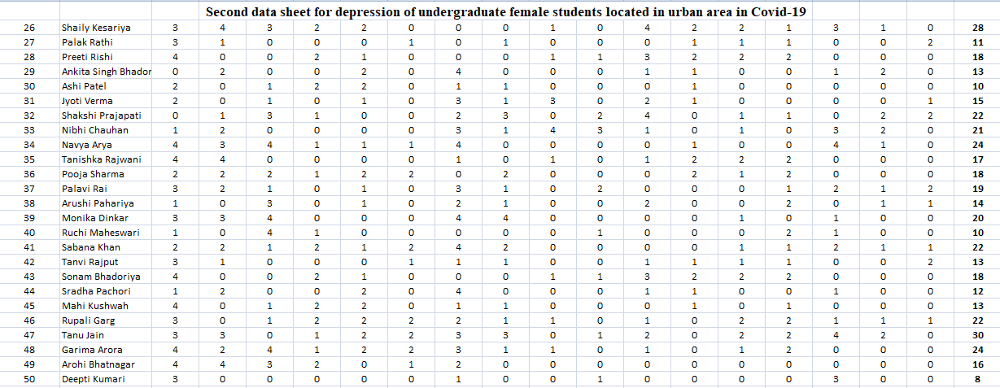 Second data sheet for depression of undergraduate female students located in urban area in Covid-19
26 Shaily Kesariya 3 4 3 2 2 0 0 0 1 0 4 2 2 1 3 1 0 28
27 Palak Rathi 3 1 0 0 0 1 0 1 0 0 0 1 1 1 0 0 2 11
28 Preeti Rishi 4 0 0 2 1 0 0 0 1 1 3 2 2 2 0 0 0 18
29 Ankita Singh Bhador 0 2 0 0 2 0 4 0 0 0 1 1 0 0 1 2 0 13
30 Ashi Patel 2 0 1 2 2 0 1 1 0 0 0 1 0 0 0 0 0 10
31 Jyoti Verma 2 0 1 0 1 0 3 1 3 0 2 1 0 0 0 0 1 15
32 Shakshi Prajapati 0 1 3 1 0 0 2 3 0 2 4 0 1 1 0 2 2 22
33 Nibhi Chauhan 1 2 0 0 0 0 3 1 4 3 1 0 1 0 3 2 0 21
34 Navya Arya 4 3 4 1 1 1 4 0 0 0 0 1 0 0 4 1 0 24
35 Tanishka Rajwani 4 4 0 0 0 0 1 0 1 0 1 2 2 2 0 0 0 17
36 Pooja Sharma 2 2 2 1 2 2 0 2 0 0 0 2 1 2 0 0 0 18
37 Palavi Rai 3 2 1 0 1 0 3 1 0 2 0 0 0 1 2 1 2 19
38 Arushi Pahariya 1 0 3 0 1 0 2 1 0 0 2 0 0 2 0 1 1 14
39 Monika Dinkar 3 3 4 0 0 0 4 4 0 0 0 0 1 0 1 0 0 20
40 Ruchi Maheswari 1 0 4 1 0 0 0 0 0 1 0 0 0 2 1 0 0 10
41 Sabana Khan 2 2 1 2 1 2 4 2 0 0 0 0 1 1 2 1 1 22
42 Tanvi Rajput 3 1 0 0 0 1 1 1 0 0 1 1 1 1 0 0 2 13
43 Sonam Bhadoriya 4 0 0 2 1 0 0 0 1 1 3 2 2 2 0 0 0 18
44 Sradha Pachori 1 2 0 0 2 0 4 0 0 0 1 1 0 0 1 0 0 12
45 Mahi Kushwah 4 0 1 2 2 0 1 1 0 0 0 1 0 1 0 0 0 13
46 Rupali Garg 3 0 1 2 2 2 2 1 1 0 1 0 2 2 1 1 1 22
47 Tanu Jain 3 3 0 1 2 2 3 3 0 1 2 0 2 2 4 2 0 30
48 Garima Arora 4 2 4 1 2 2 3 1 1 0 1 0 1 2 0 0 0 24
49 Arohi Bhatnagar 4 4 3 2 0 1 2 0 0 0 0 0 0 0 0 0 0 16
50 Deepti Kumari 3 0 0 0 0 0 1 0 0 1 0 0 0 0 3 0 0 8